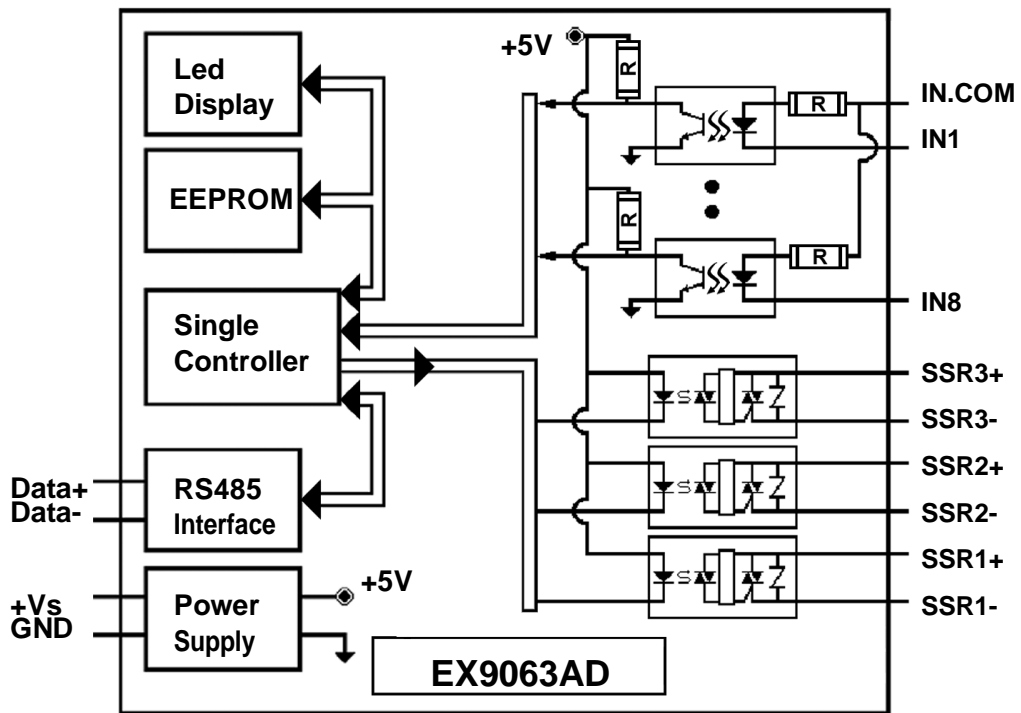 Led
Display
EEPROM
Single
Controller
RS485
Interface
Power
Supply
Data+
Data-
+Vs
GND
+5V
+5V
R
R
R
R
IN.COM
IN1
IN8
SSR3+
SSR3-
SSR2+
SSR2-
SSR1+
SSR1-
EX9063AD